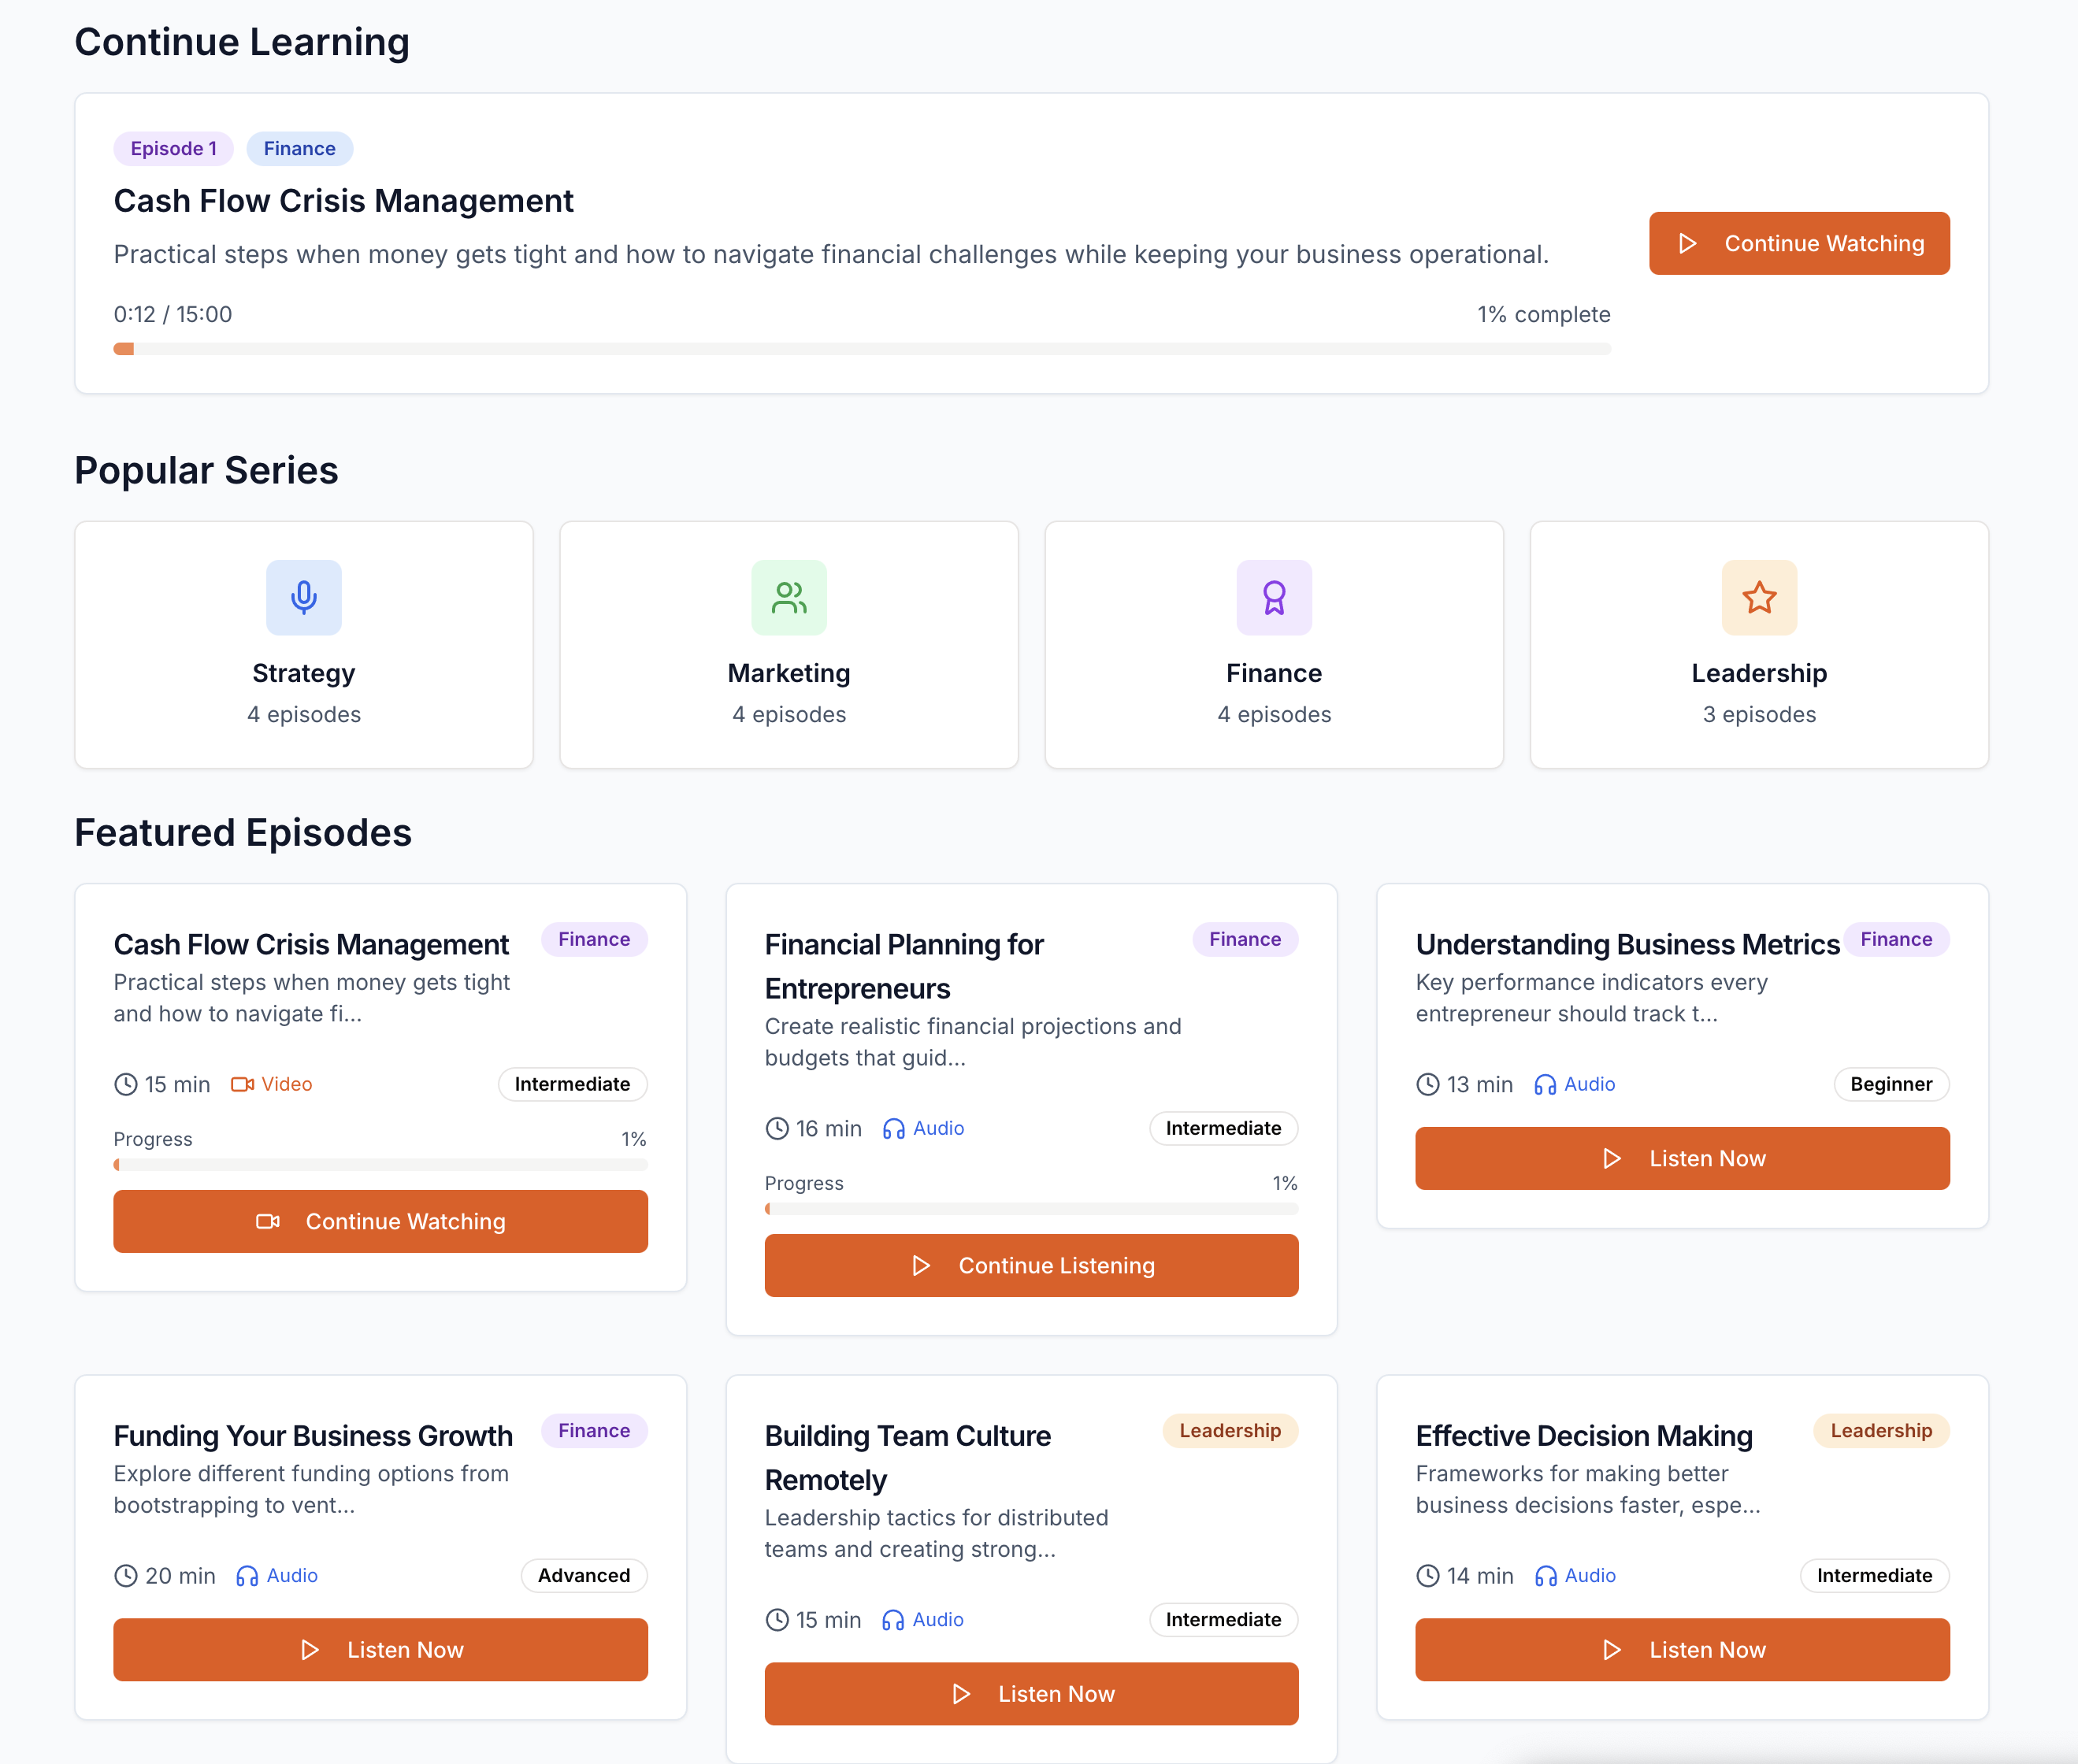 Continue Learning
Episode 1 Finance
Cash Flow Crisis Management
Practical steps when money gets tight and how to navigate financial challenges while keeping your business operational.
Continue Watching
0:12 / 15:00 1% complete
Popular Series
Strategy
4 episodes
Marketing
4 episodes
Finance
4 episodes
Leadership
3 episodes
Featured Episodes
Cash Flow Crisis Management Finance
Practical steps when money gets tight
and how to navigate fi...
15 min Video Intermediate
Progress 1%
Continue Watching
Financial Planning for Finance
Entrepreneurs
Create realistic financial projections and
budgets that guid...
16 min Audio Intermediate
Progress 1%
Continue Listening
Understanding Business Metrics Finance
Key performance indicators every
entrepreneur should track t...
13 min Audio Beginner
Listen Now
Funding Your Business Growth Finance
Explore different funding options from
bootstrapping to vent...
20 min Audio Advanced
Listen Now
Building Team Culture Leadership
Remotely
Leadership tactics for distributed
teams and creating strong...
15 min Audio Intermediate
Listen Now
Effective Decision Making Leadership
Frameworks for making better
business decisions faster, espe...
14 min Audio Intermediate
Listen Now